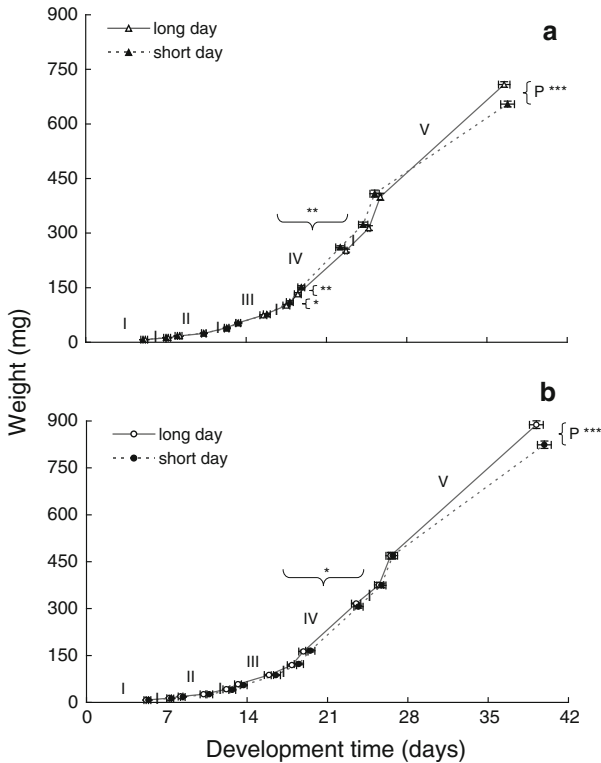 900
750
600
450
300
150
0
long day
short day
a
P ***
V
**
IV
**
*
III
II
I
Weight (mg)
900
750
600
450
300
150
0
long day
short day
b
P ***
V
*
IV
III
II
I
0 7 14 21 28 35 42
Development time (days)